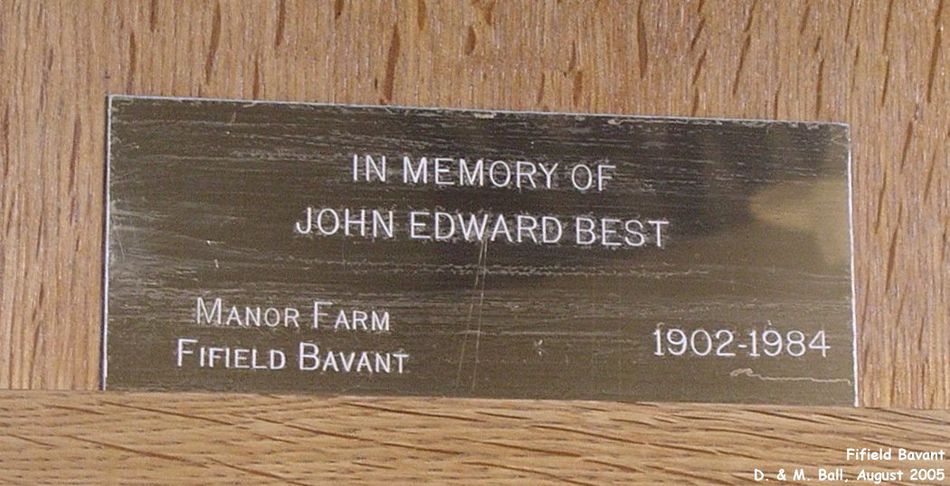 IN MEMORY OF
JOHN EDWARD BEST
MANOR FARM
FIFIELD BAVANT
1902-1984
Fifield Bavant
D. & M. Ball, August 2005